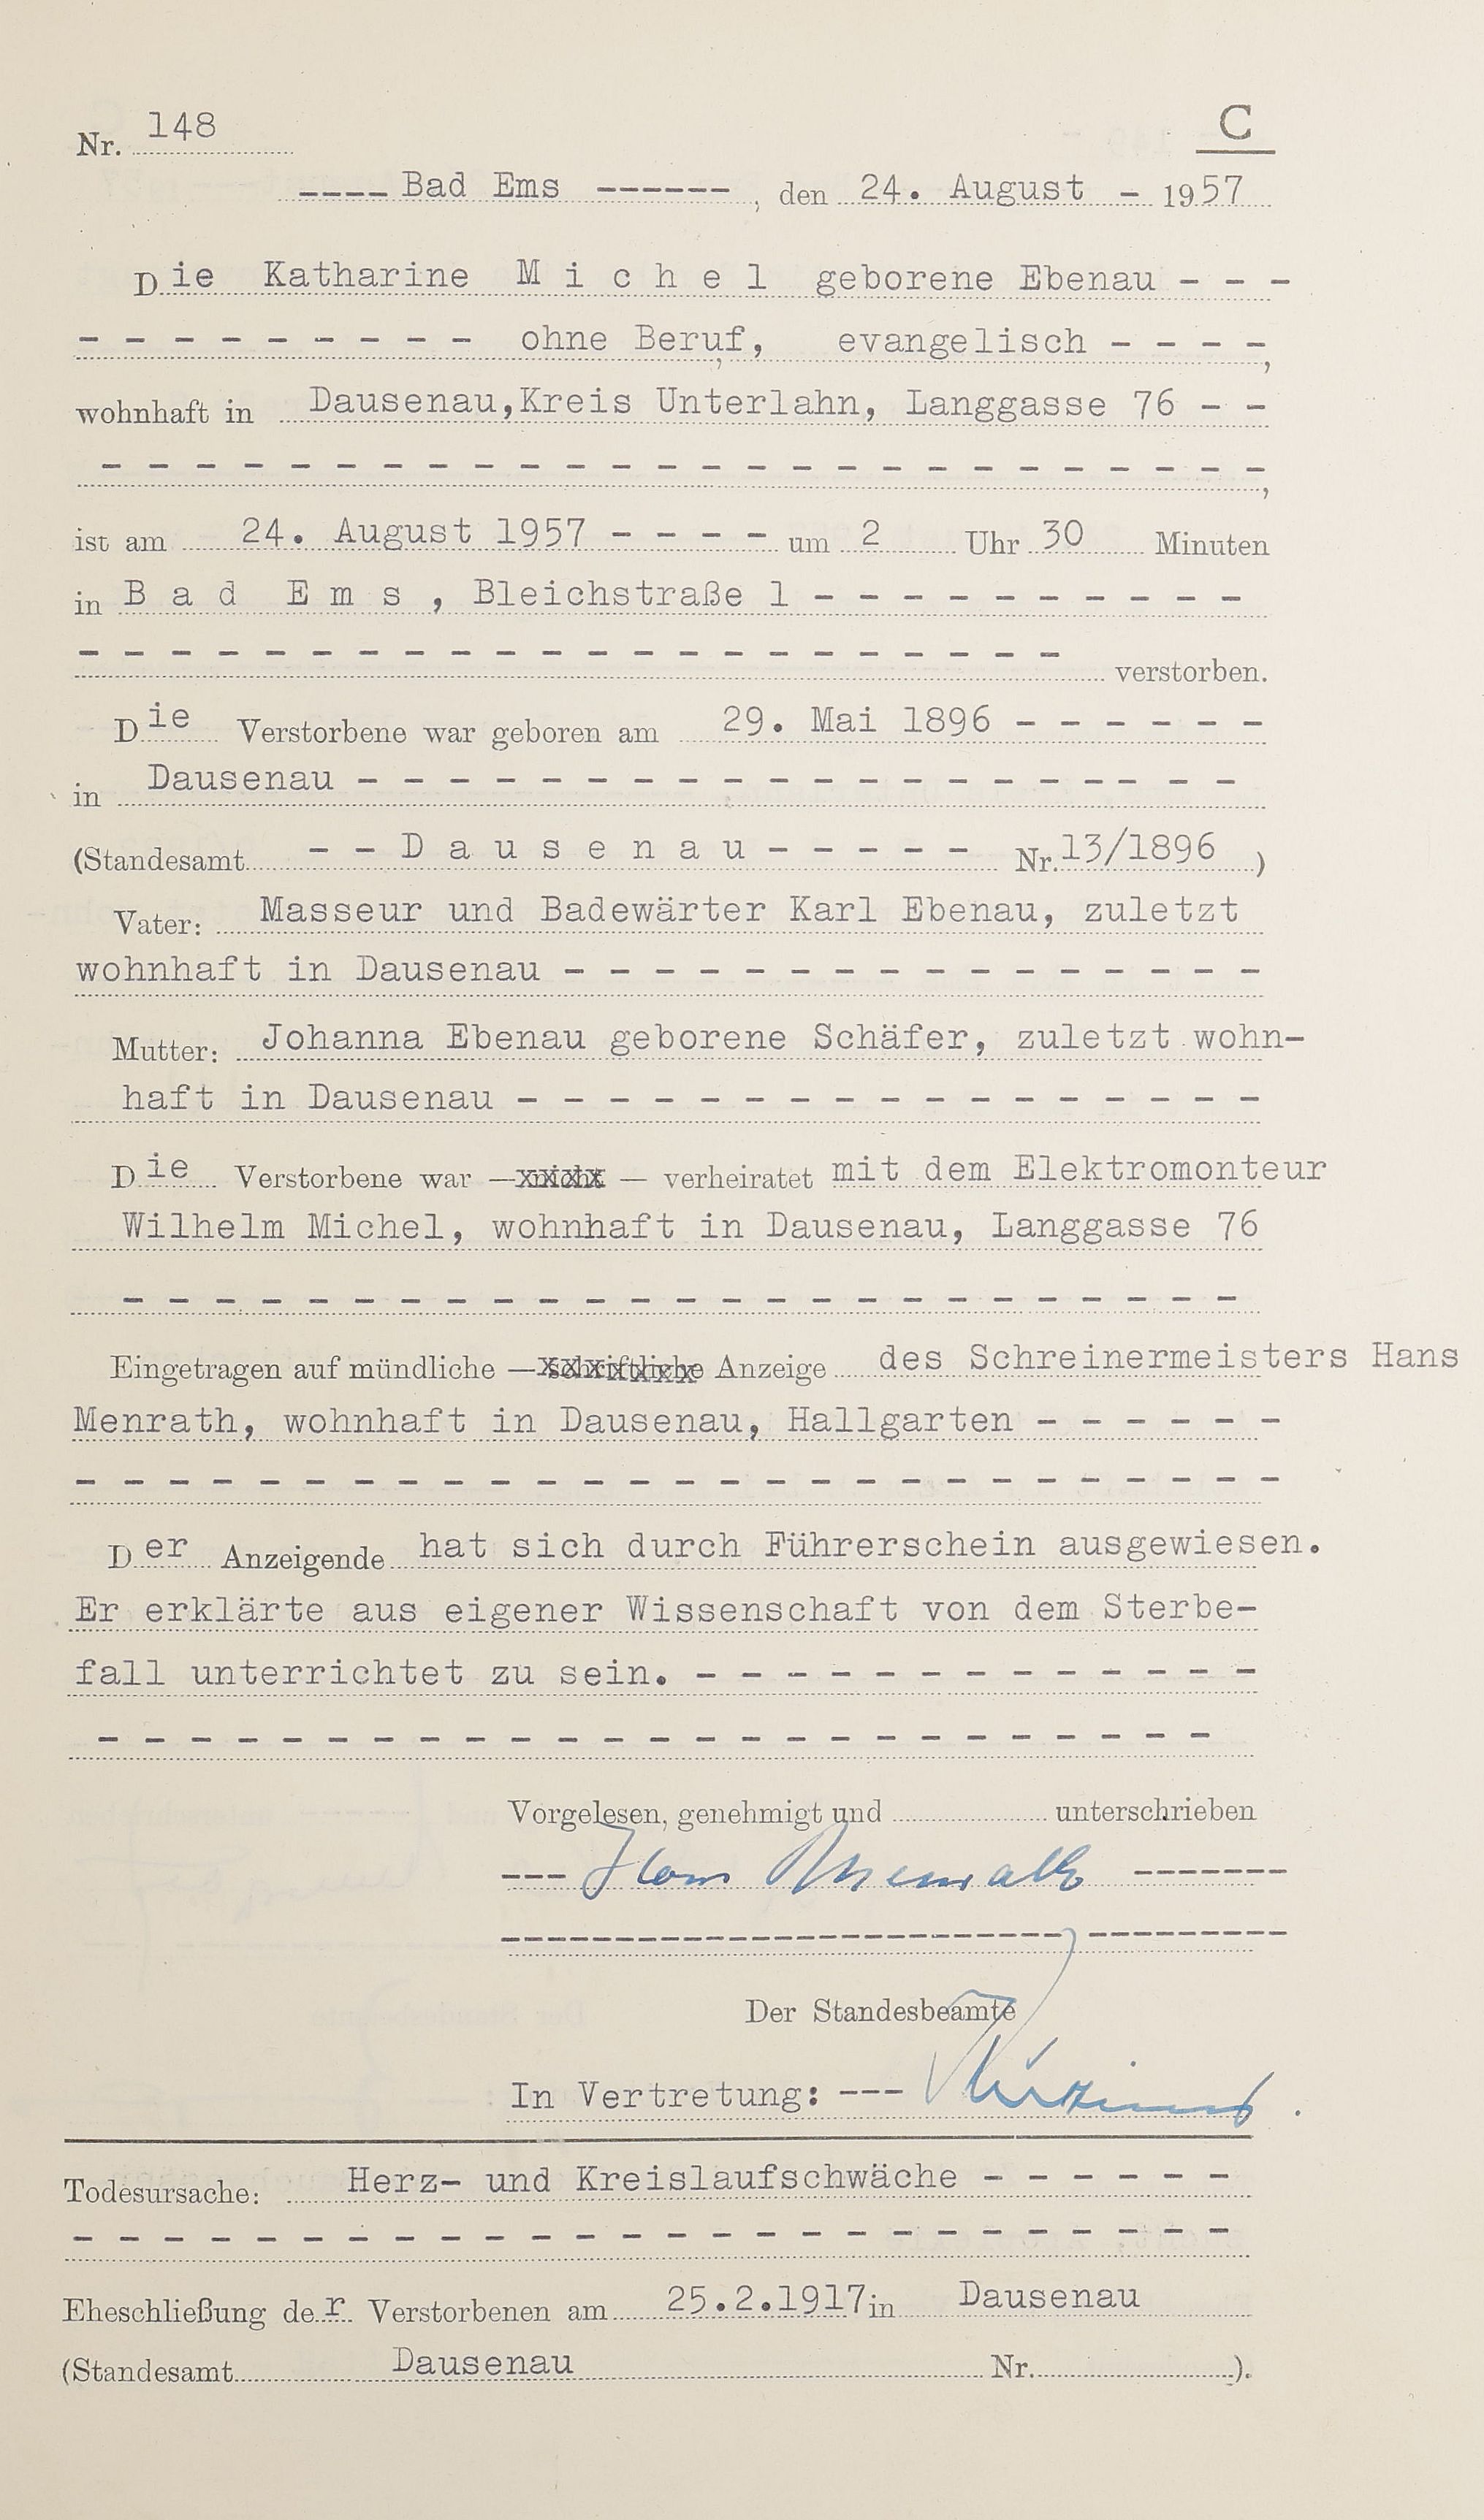 Nr. 148
C
---- Bad Ems ------, den 24. August - 1957
Die Katharine M i c h e l geborene Ebenau - - -
- - - - - - - - - ohne Beruf, evangelisch - - - -,
wohnhaft in Dausenau,Kreis Unterlahn, Langgasse 76 - -
- - - - - - - - - - - - - - - - - - - - - - - - - -,
ist am 24. August 1957 - - - - um 2 Uhr 30 Minuten
in B a d E m s , Bleichstraße 1 - - - - - - - - - -
- - - - - - - - - - - - - - - - - - - - - - verstorben.
Die Verstorbene war geboren am 29. Mai 1896 - - - - - -
in Dausenau - - - - - - - - - - - - - - - - - - - -
(Standesamt - - D a u s e n a u - - - - - Nr. 13/1896 )
Vater: Masseur und Badewärter Karl Ebenau, zuletzt
wohnhaft in Dausenau - - - - - - - - - - - - - - - -
Mutter: Johanna Ebenau geborene Schäfer, zuletzt wohn-
haft in Dausenau - - - - - - - - - - - - - - - - -
Die Verstorbene war — nicht — verheiratet mit dem Elektromonteur
Wilhelm Michel, wohnhaft in Dausenau, Langgasse 76
- - - - - - - - - - - - - - - - - - - - - - - - -
Eingetragen auf mündliche — schriftliche Anzeige des Schreinermeisters Hans
Menrath, wohnhaft in Dausenau, Hallgarten - - - - - -
- - - - - - - - - - - - - - - - - - - - - - - - - - -
Der Anzeigende hat sich durch Führerschein ausgewiesen.
Er erklärte aus eigener Wissenschaft von dem Sterbe-
fall unterrichtet zu sein. - - - - - - - - - - - - -
- - - - - - - - - - - - - - - - - - - - - - - - -
Vorgelesen, genehmigt und unterschrieben
--- Hans Menrath -------
----------------------------------
Der Standesbeamte
In Vertretung: ---
Todesursache: Herz- und Kreislaufschwäche - - - - - -
- - - - - - - - - - - - - - - - - - - - - - - - - -
Eheschließung der Verstorbenen am 25.2.1917 in Dausenau
(Standesamt Dausenau Nr. ).